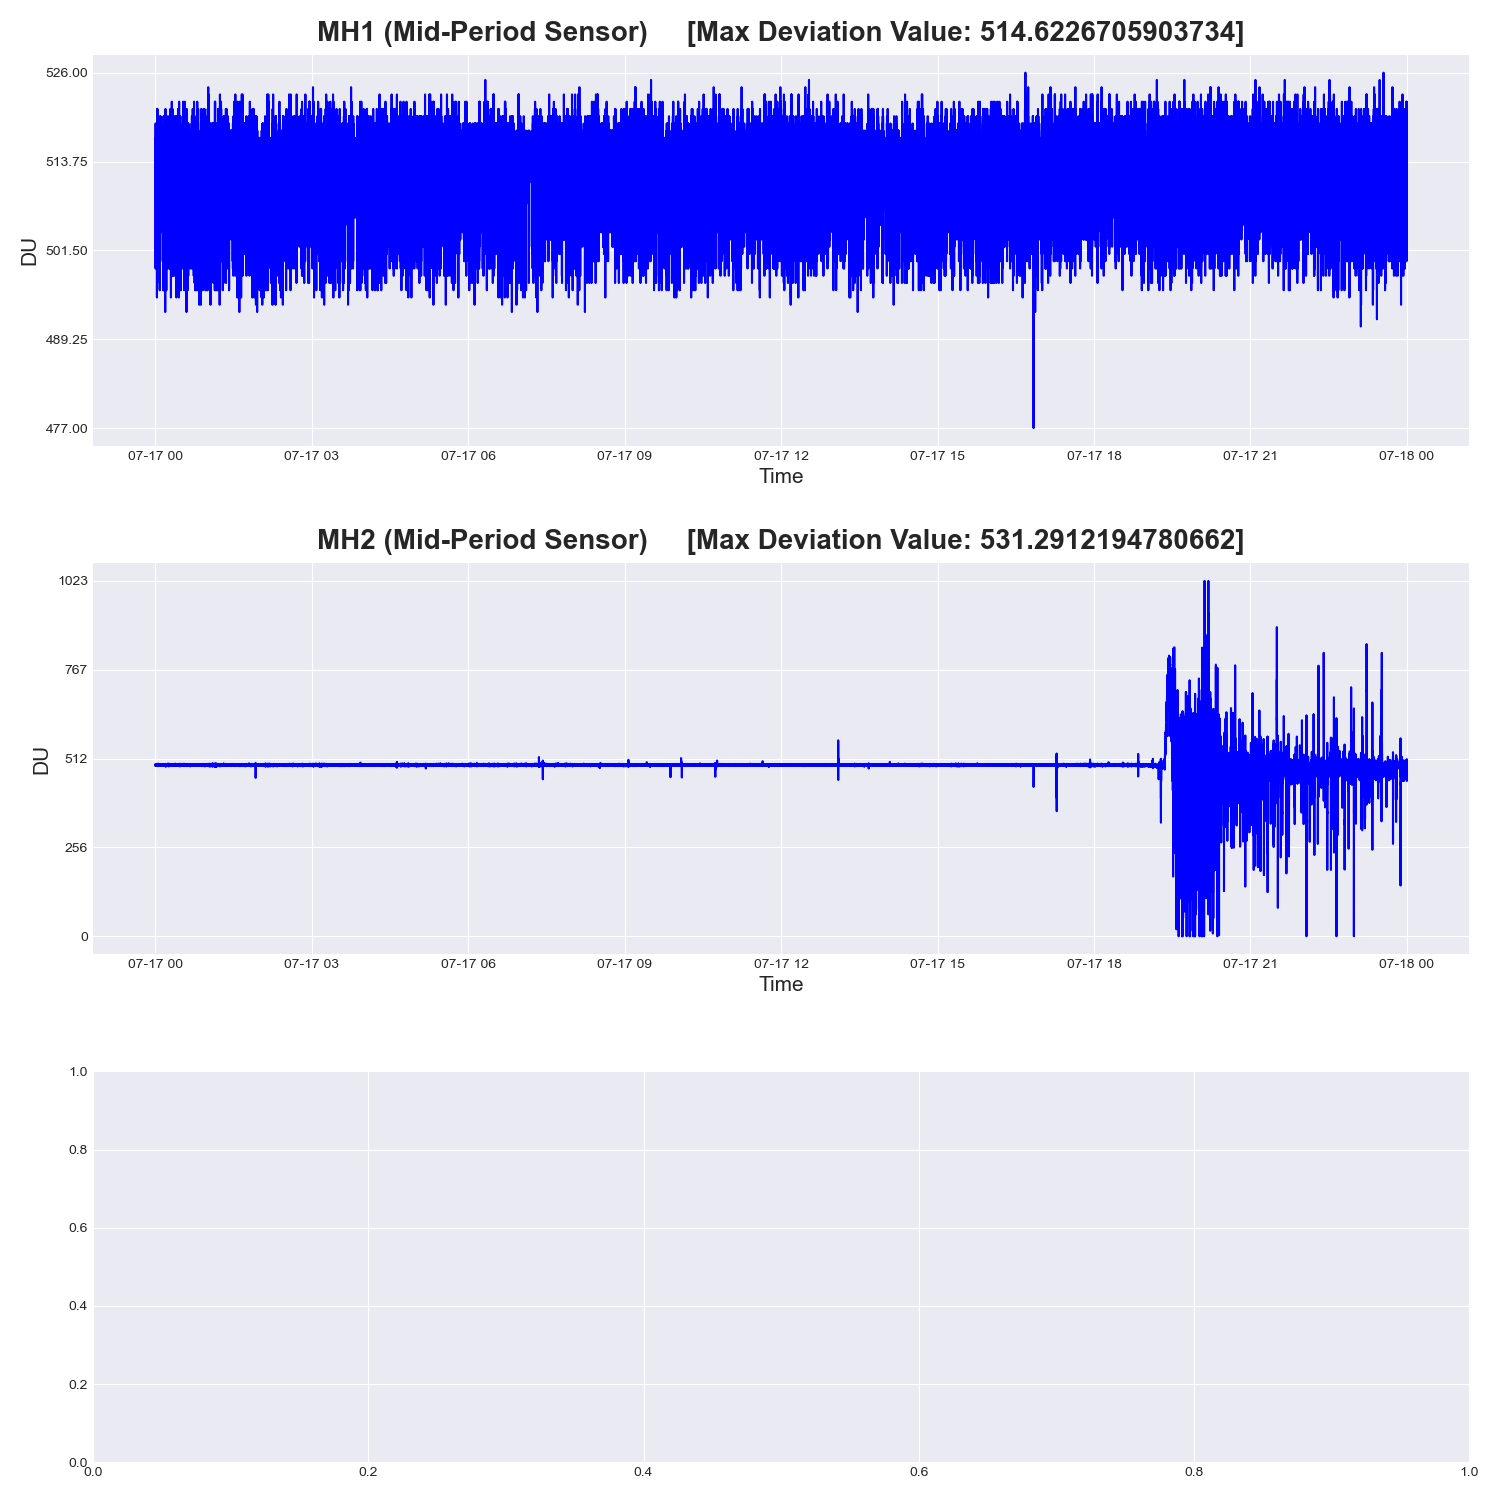 MH1 (Mid-Period Sensor) [Max Deviation Value: 514.6226705903734]
526.00
513.75
501.50
489.25
477.00
DU
07-17 00 07-17 03 07-17 06 07-17 09 07-17 12 07-17 15 07-17 18 07-17 21 07-18 00
Time
MH2 (Mid-Period Sensor) [Max Deviation Value: 531.2912194780662]
1023
767
512
256
0
DU
07-17 00 07-17 03 07-17 06 07-17 09 07-17 12 07-17 15 07-17 18 07-17 21 07-18 00
Time
1.0
0.8
0.6
0.4
0.2
0.0
0.0 0.2 0.4 0.6 0.8 1.0